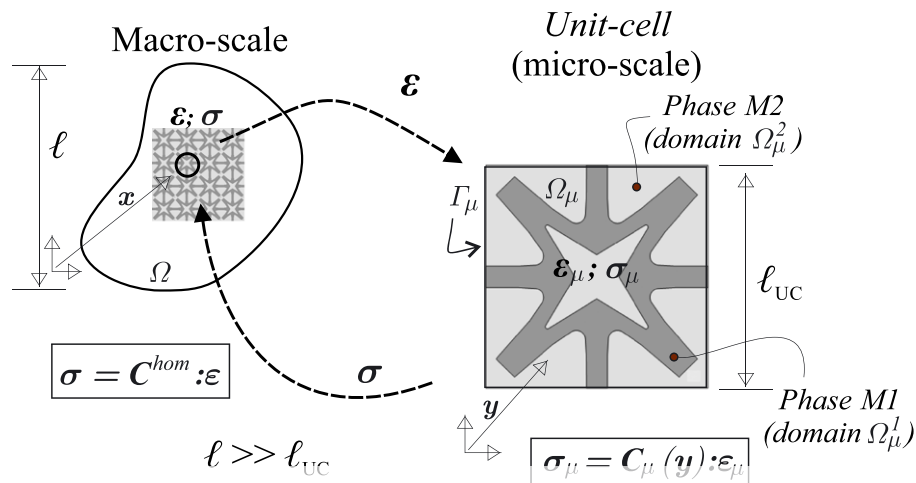 Macro-scale
Unit-cell
(micro-scale)
ε
Phase M2
(domain Ω²_μ)
ε; σ
ℓ
x
Γ_μ
Ω_μ
ε_μ; σ_μ
ℓ_UC
Ω
σ = C^hom :ε
σ
y
Phase M1
(domain Ω¹_μ)
ℓ >> ℓ_UC
σ_μ = C_μ (y):ε_μ